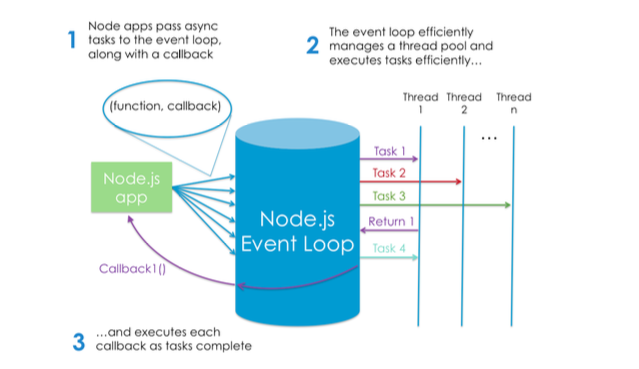 1
Node apps pass async
tasks to the event loop,
along with a callback
2
The event loop efficiently
manages a thread pool and
executes tasks efficiently...
(function, callback)
Thread Thread Thread
1 2 n
...
Task 1
Task 2
Task 3
Return 1
Task 4
Node.js
app
Node.js
Event Loop
Callback1()
3
...and executes each
callback as tasks complete